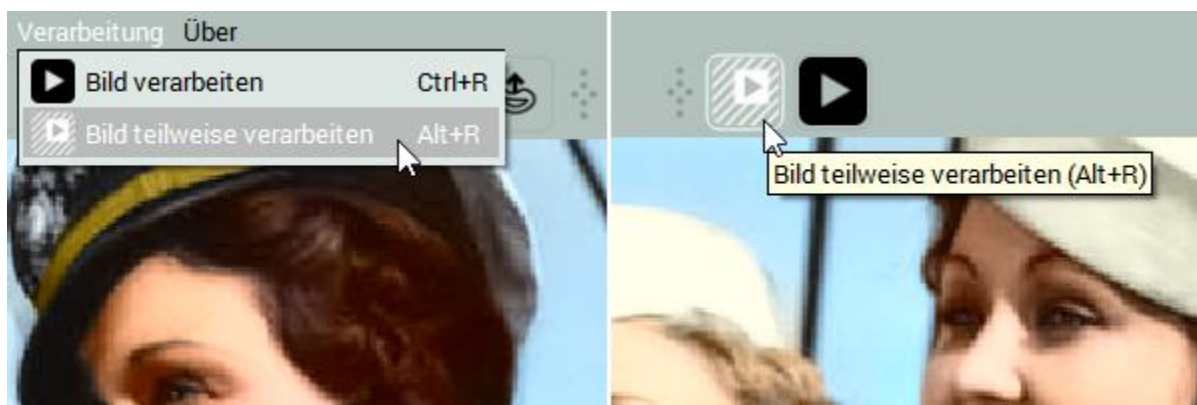 Verarbeitung Über
Bild verarbeiten Ctrl+R
Bild teilweise verarbeiten Alt+R
Bild teilweise verarbeiten (Alt+R)